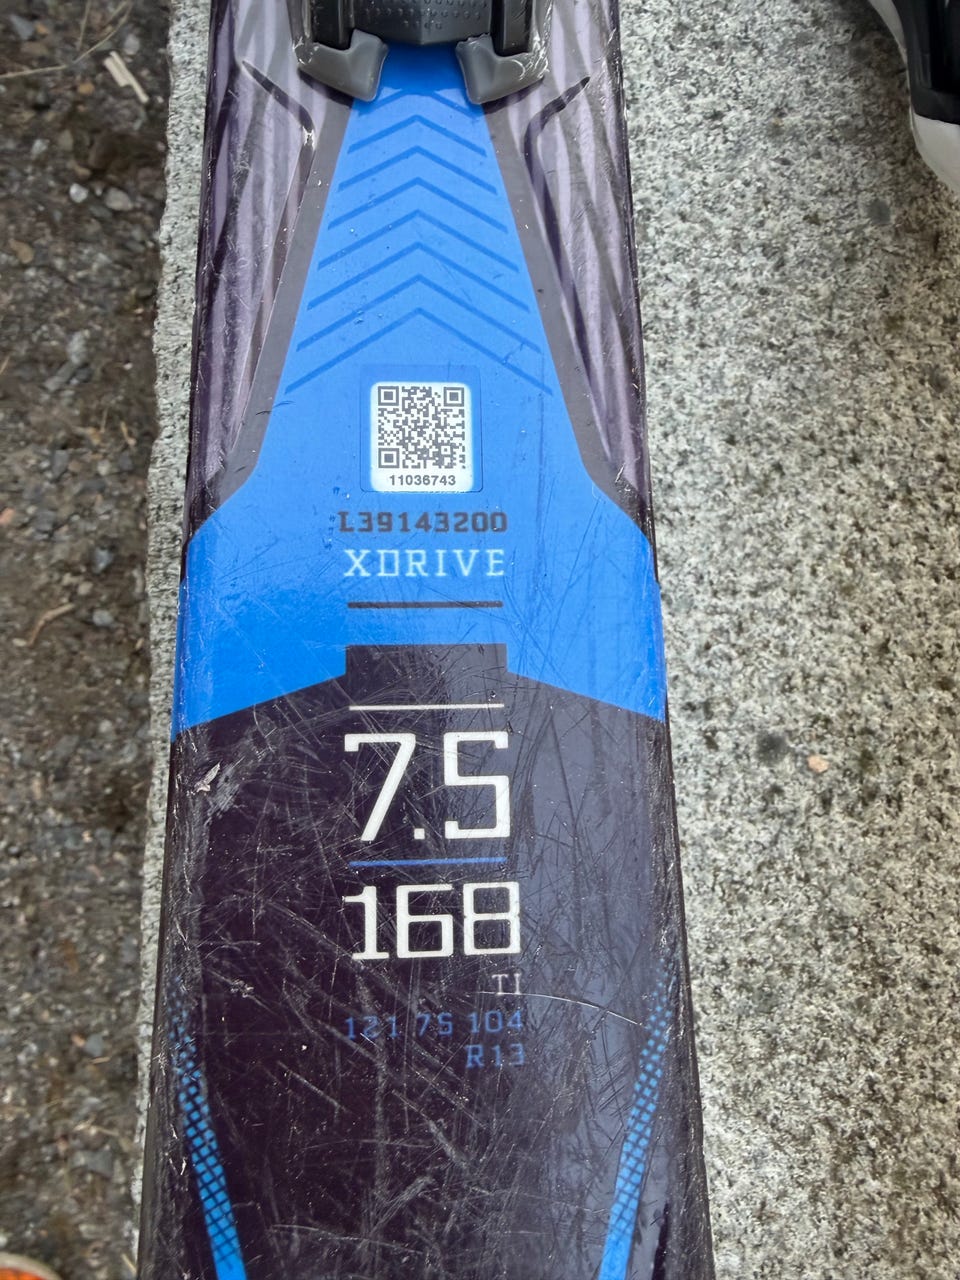 11036743
L39143200
XDRIVE
7.5
168
TI
121 75 104
R13